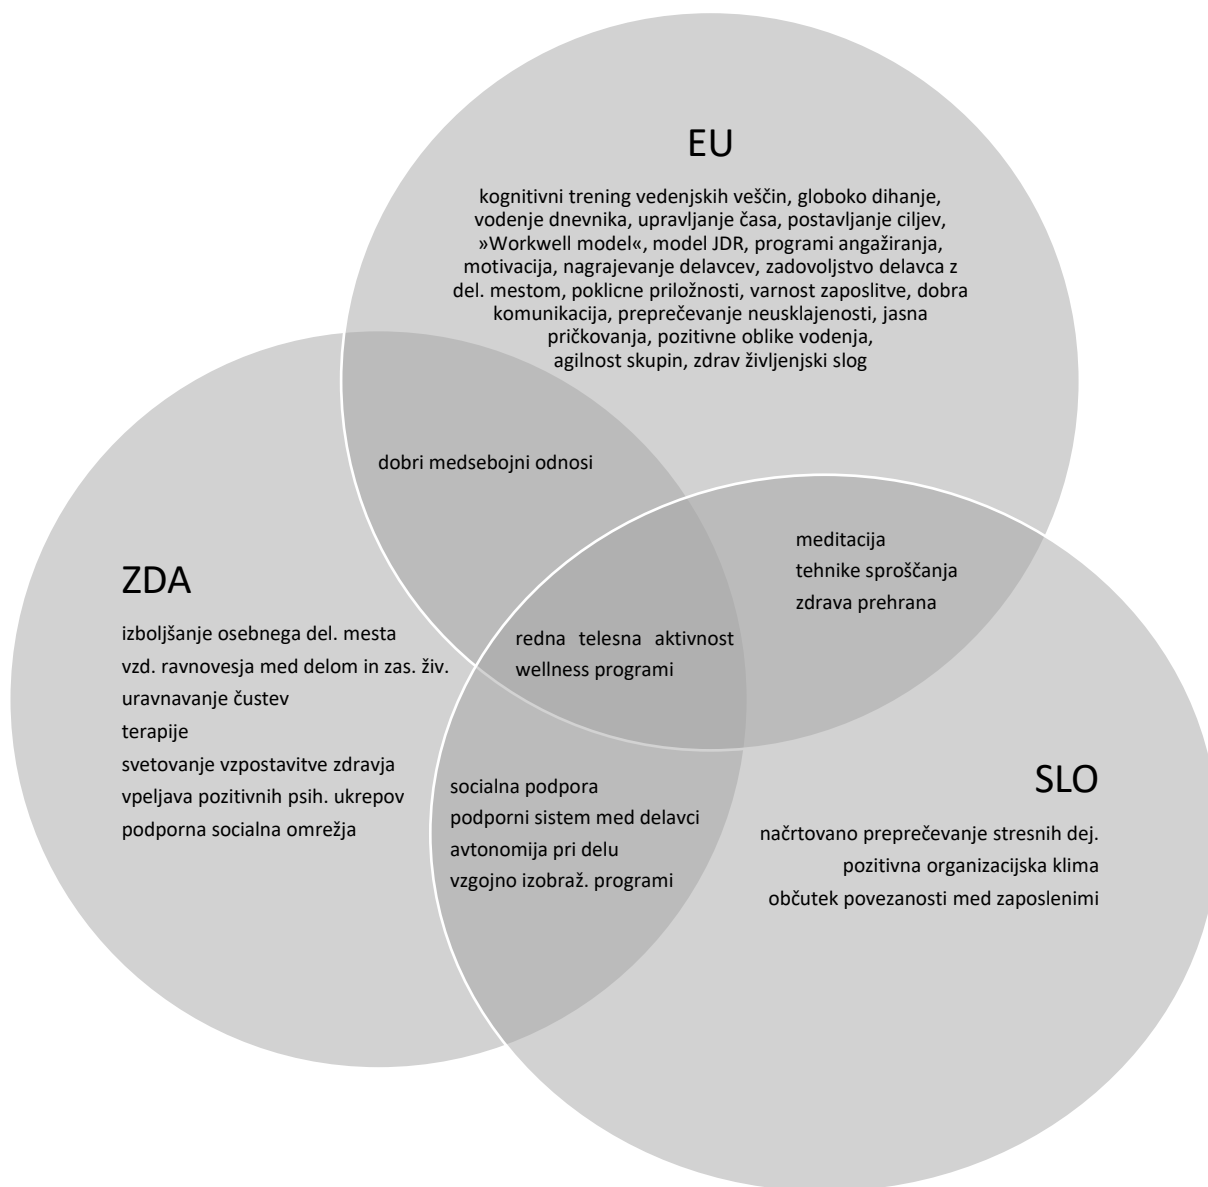 EU
kognitivni trening vedenjskih veščin, globoko dihanje,
vodenje dnevnika, upravljanje časa, postavljanje ciljev,
»Workwell model«, model JDR, programi angažiranja,
motivacija, nagrajevanje delavcev, zadovoljstvo delavca z
del. mestom, poklicne priložnosti, varnost zaposlitve, dobra
komunikacija, preprečevanje neusklajenosti, jasna
pričkovanja, pozitivne oblike vodenja,
agilnost skupin, zdrav življenjski slog
dobri medsebojni odnosi
meditacija
tehnike sproščanja
zdrava prehrana
ZDA
izboljšanje osebnega del. mesta
vzd. ravnovesja med delom in zas. živ.
uravnavanje čustev
terapije
svetovanje vzpostavitve zdravja
vpeljava pozitivnih psih. ukrepov
podporna socialna omrežja
redna telesna aktivnost
wellness programi
socialna podpora
podporni sistem med delavci
avtonomija pri delu
vzgojno izobraž. programi
SLO
načrtovano preprečevanje stresnih dej.
pozitivna organizacijska klima
občutek povezanosti med zaposlenimi